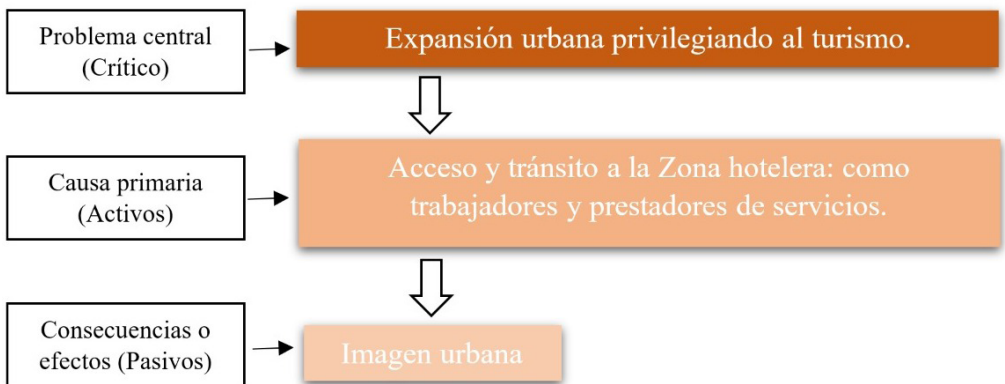 Problema central
(Crítico)
Expansión urbana privilegiando al turismo.
Causa primaria
(Activos)
Acceso y tránsito a la Zona hotelera: como
trabajadores y prestadores de servicios.
Consecuencias o
efectos (Pasivos)
Imagen urbana